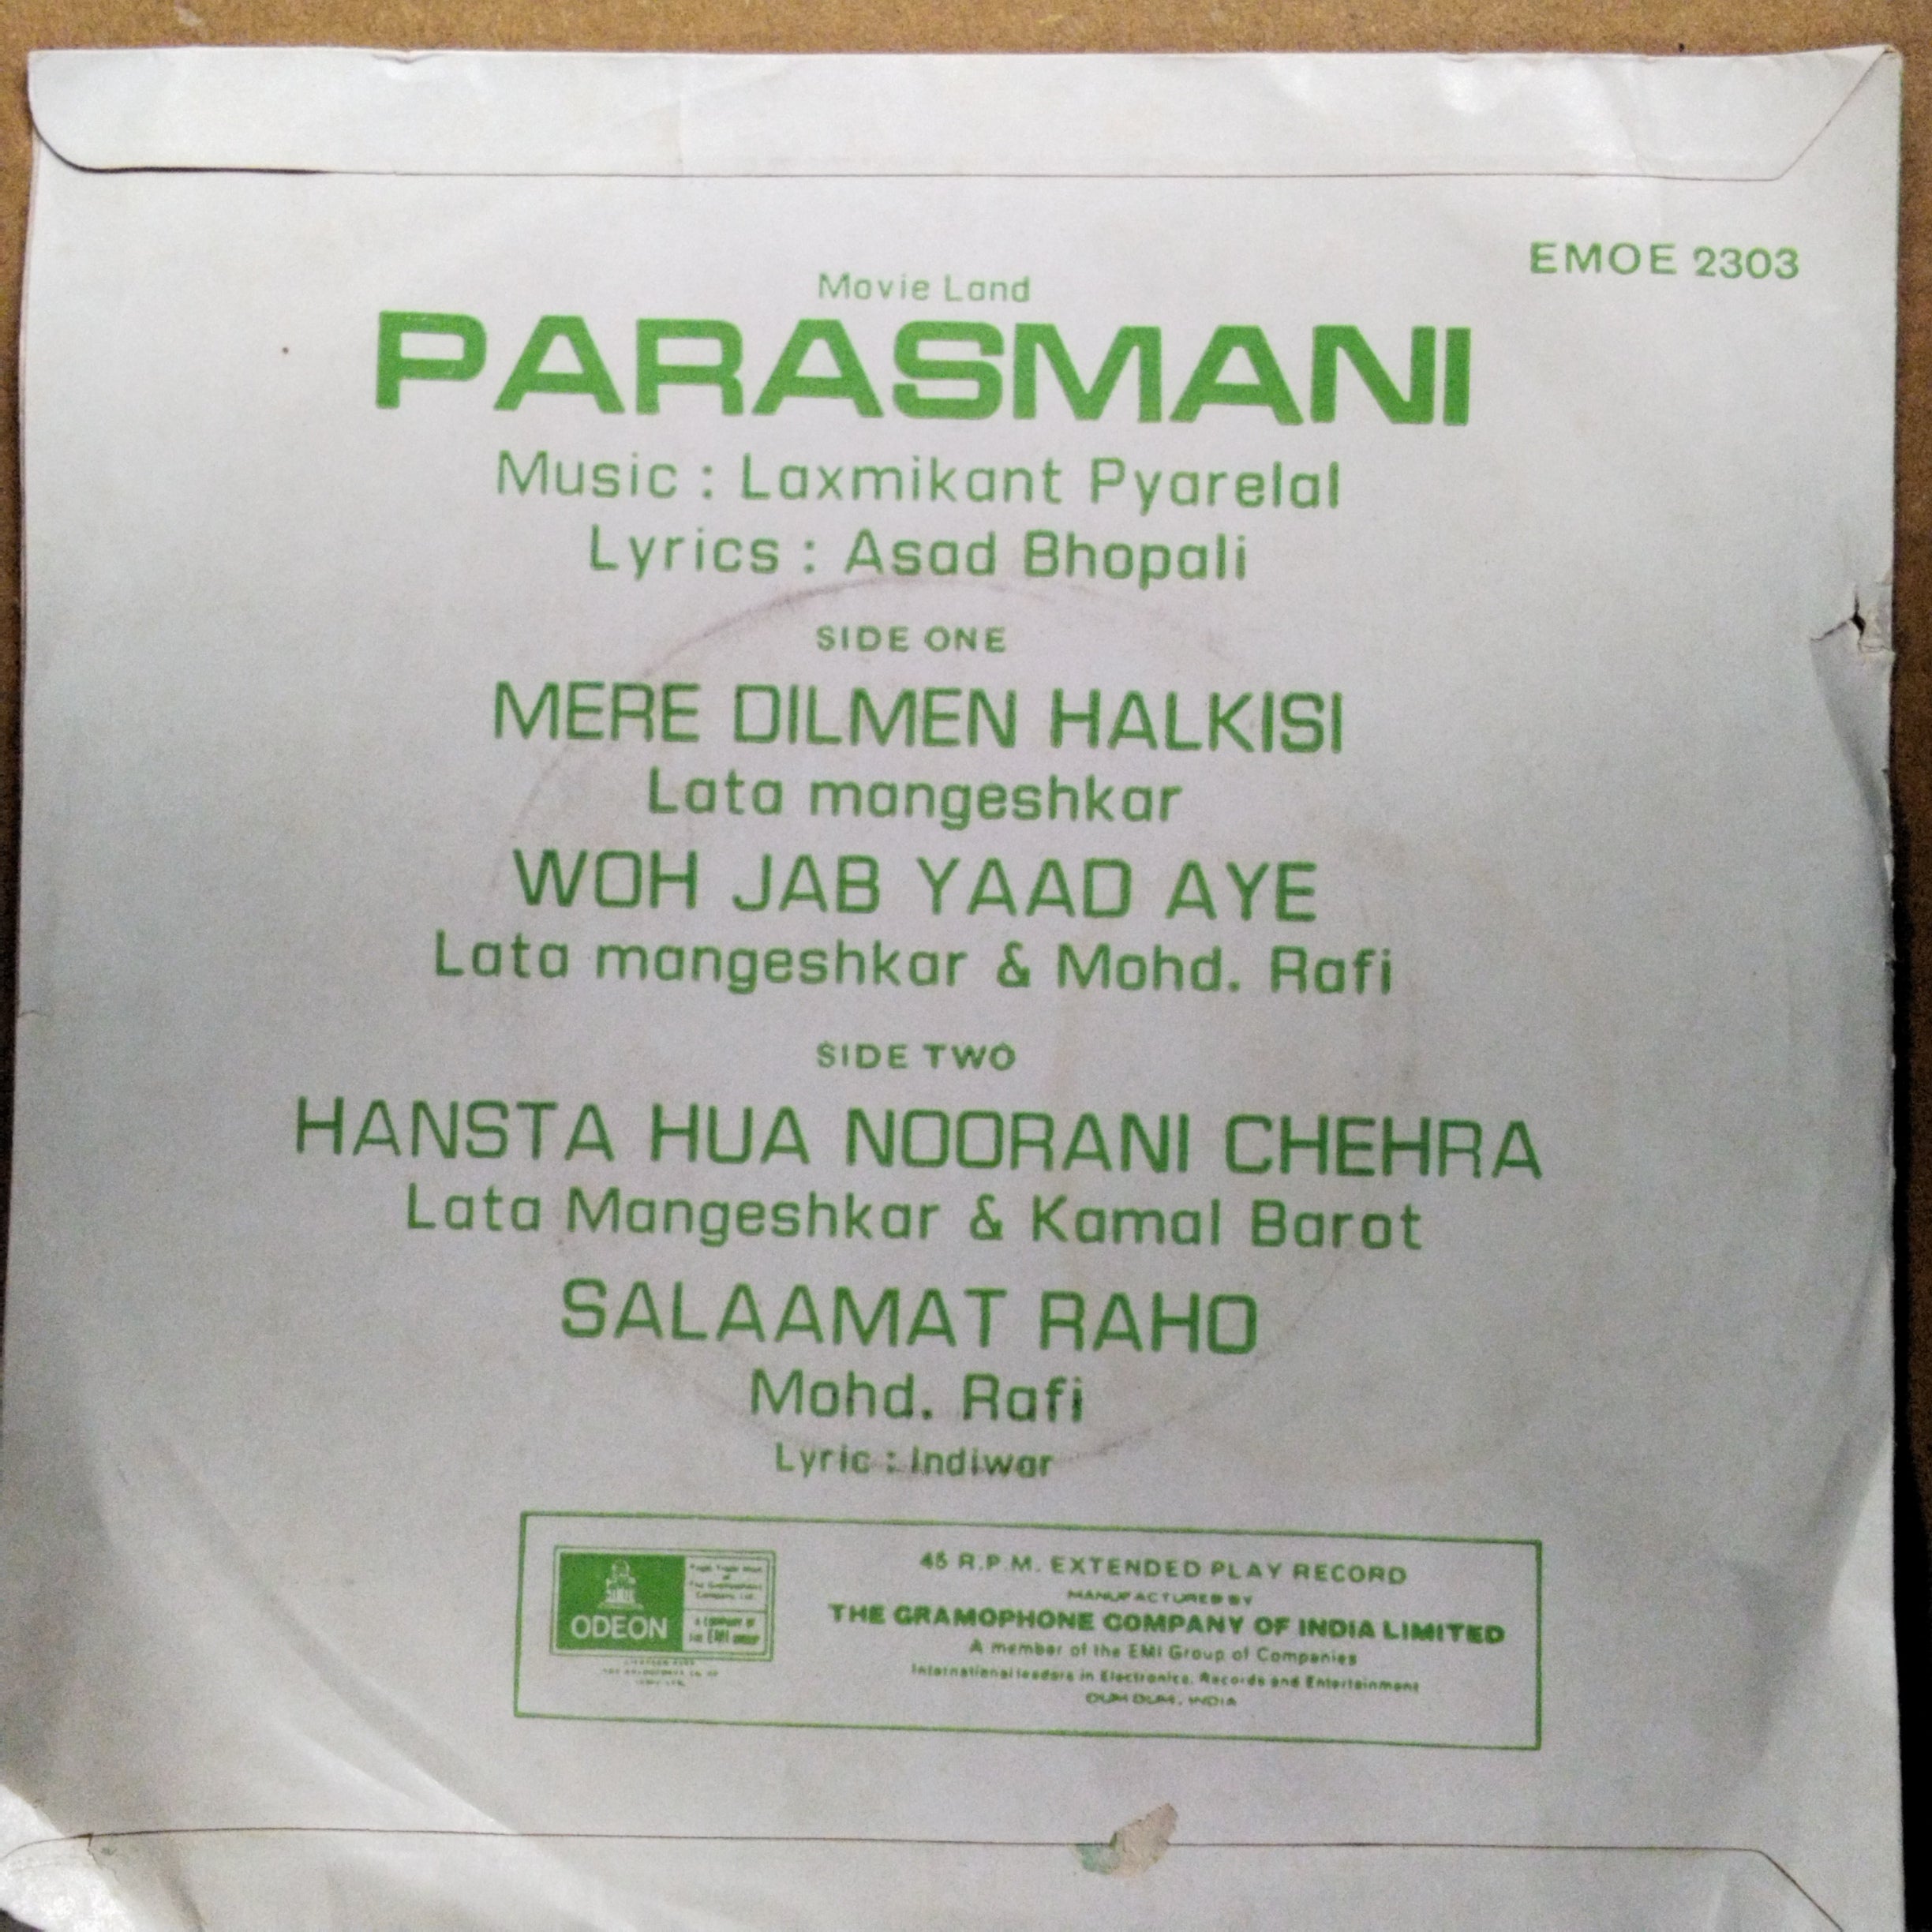 EMOE 2303
Movie Land
PARASMANI
Music : Laxmikant Pyarelal
Lyrics : Asad Bhopali
SIDE ONE
MERE DILMEN HALKISI
Lata mangeshkar
WOH JAB YAAD AYE
Lata mangeshkar & Mohd. Rafi
SIDE TWO
HANSTA HUA NOORANI CHEHRA
Lata Mangeshkar & Kamal Barot
SALAAMAT RAHO
Mohd. Rafi
Lyric : Indiwar
ODEON
45 R.P.M. EXTENDED PLAY RECORD
MANUFACTURED BY
THE GRAMOPHONE COMPANY OF INDIA LIMITED
A member of the EMI Group of Companies
International leaders in Electronics, Records and Entertainment
DUM DUM, INDIA